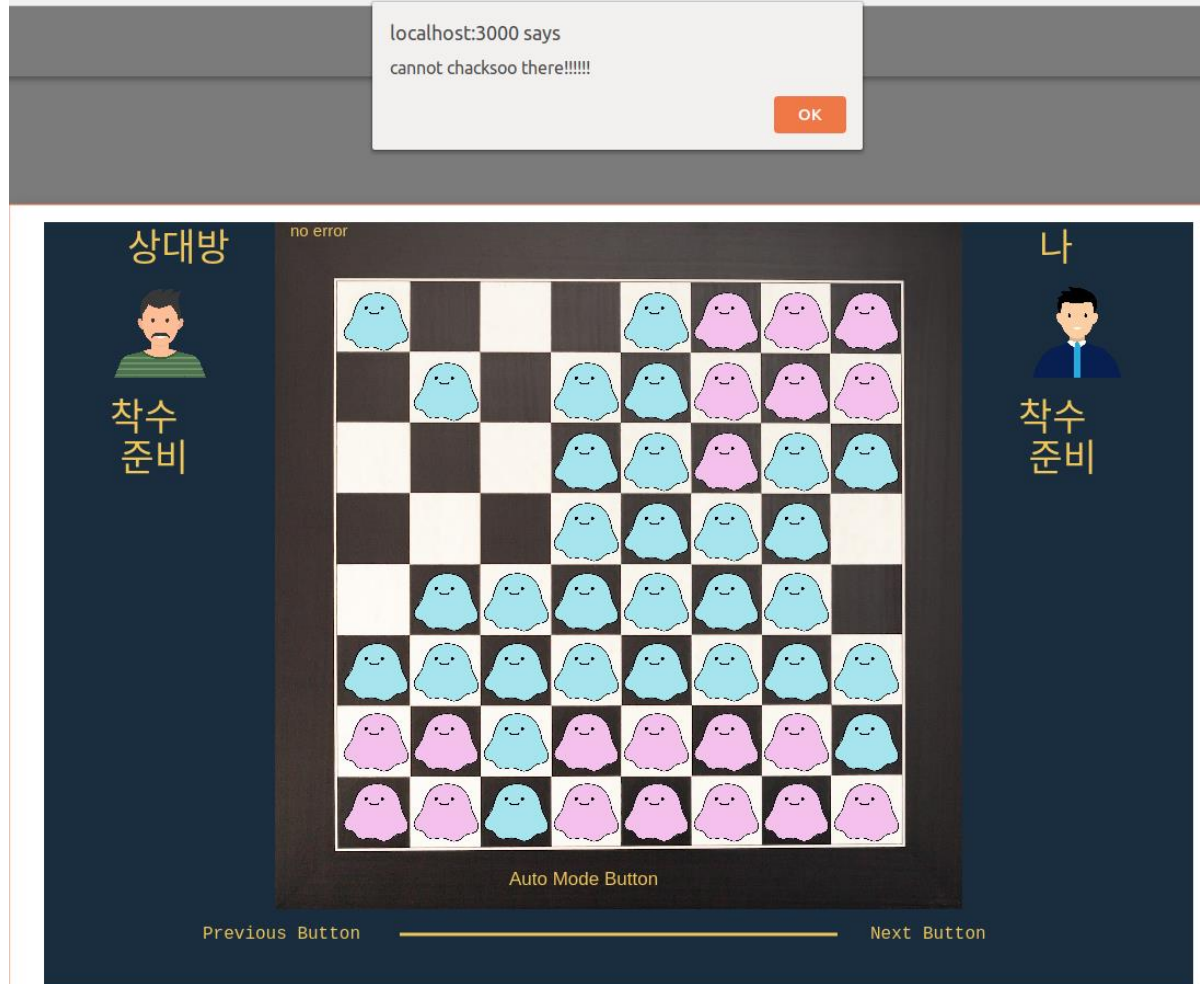 localhost:3000 says
cannot chacksoo there!!!!!!
OK
no error
상대방
나
착수
준비
착수
준비
Auto Mode Button
Previous Button
Next Button